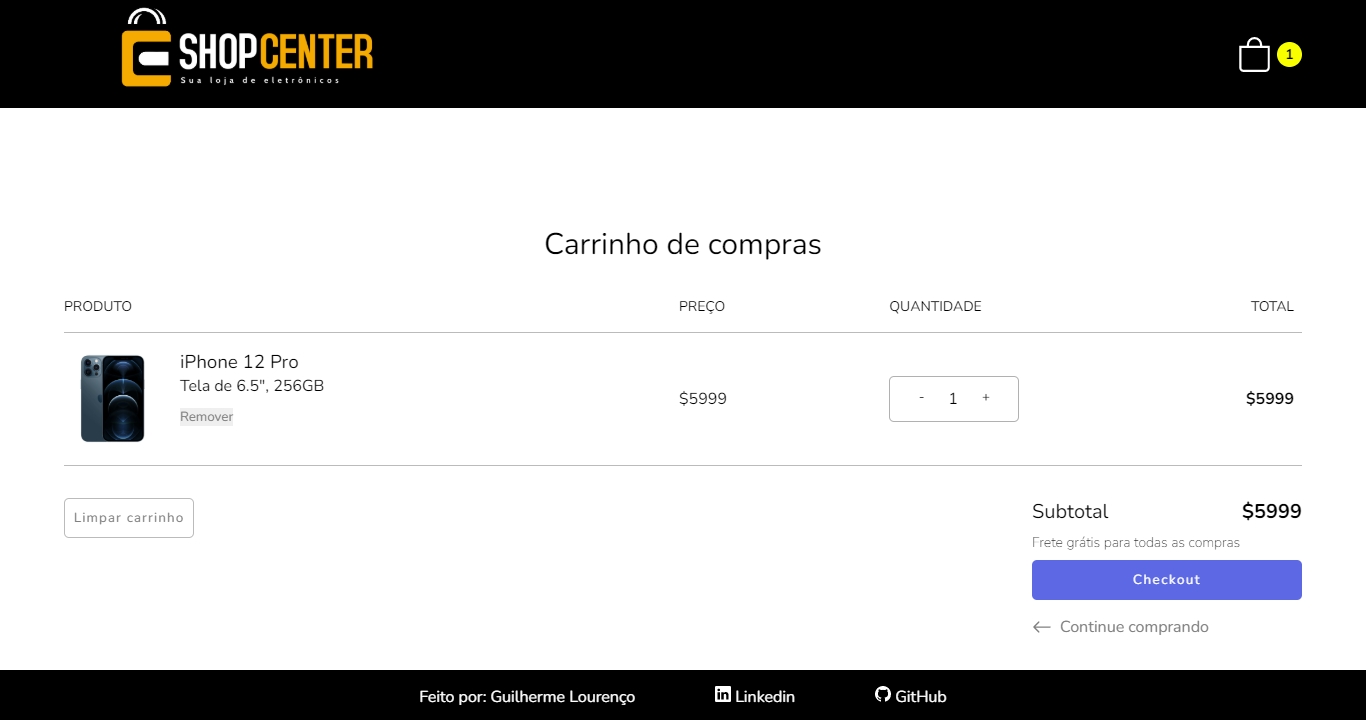 SHOPCENTER
Sua loja de eletrônicos
1
Carrinho de compras
PRODUTO PREÇO QUANTIDADE TOTAL
iPhone 12 Pro
Tela de 6.5", 256GB
Remover
$5999
- 1 +
$5999
Limpar carrinho
Subtotal $5999
Frete grátis para todas as compras
Checkout
Continue comprando
Feito por: Guilherme Lourenço Linkedin GitHub